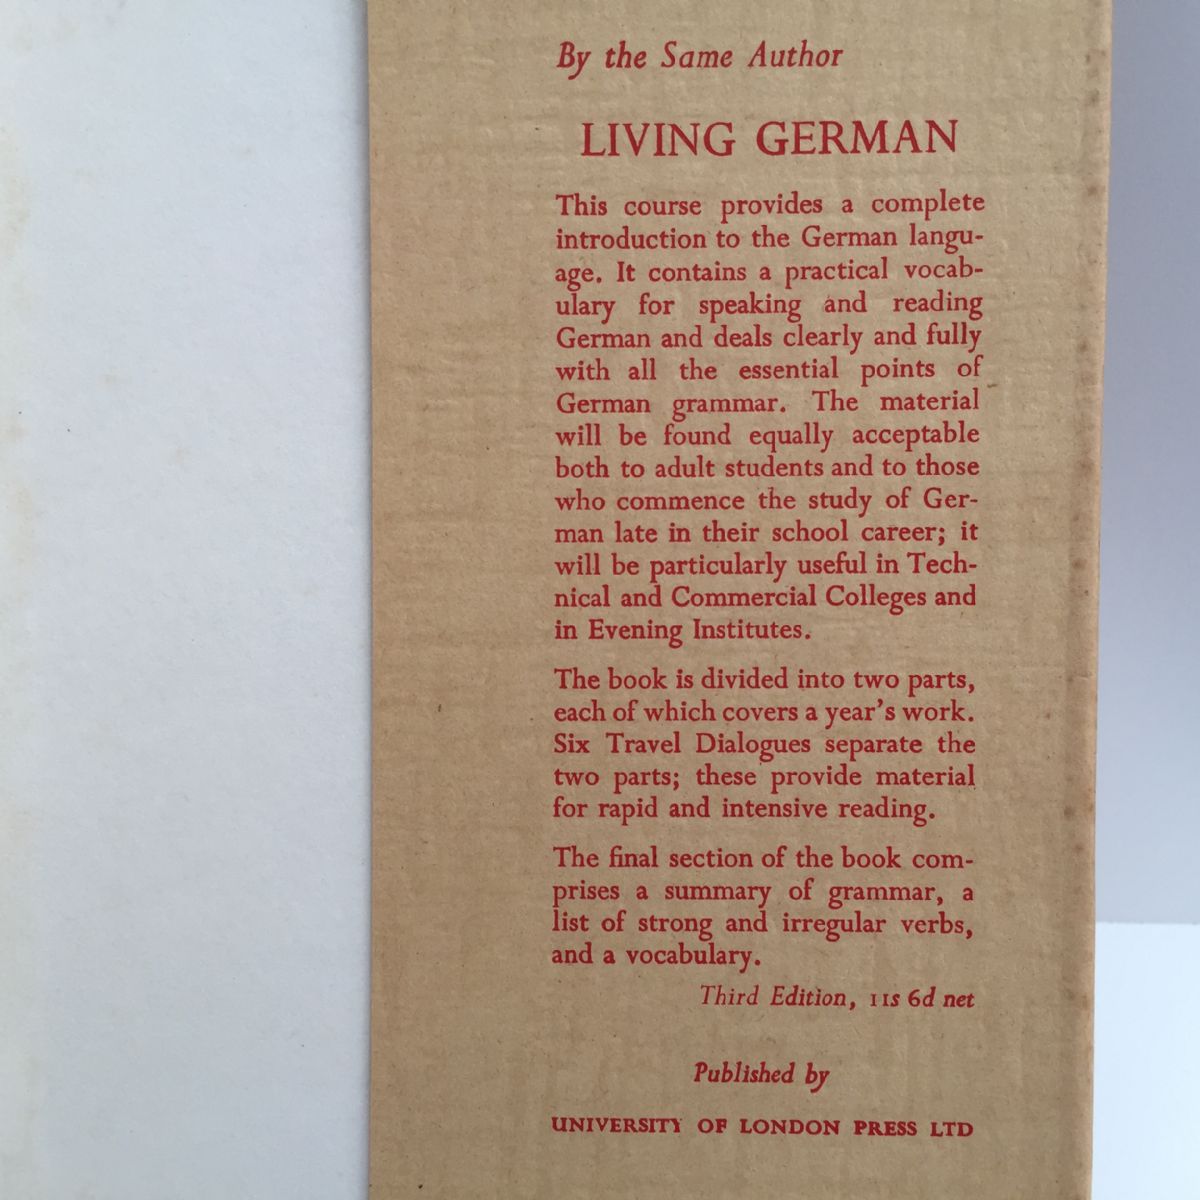 By the Same Author
LIVING GERMAN
This course provides a complete
introduction to the German langu-
age. It contains a practical vocab-
ulary for speaking and reading
German and deals clearly and fully
with all the essential points of
German grammar. The material
will be found equally acceptable
both to adult students and to those
who commence the study of Ger-
man late in their school career; it
will be particularly useful in Tech-
nical and Commercial Colleges and
in Evening Institutes.
The book is divided into two parts,
each of which covers a year's work.
Six Travel Dialogues separate the
two parts; these provide material
for rapid and intensive reading.
The final section of the book com-
prises a summary of grammar, a
list of strong and irregular verbs,
and a vocabulary.
Third Edition, 11s 6d net
Published by
UNIVERSITY OF LONDON PRESS LTD